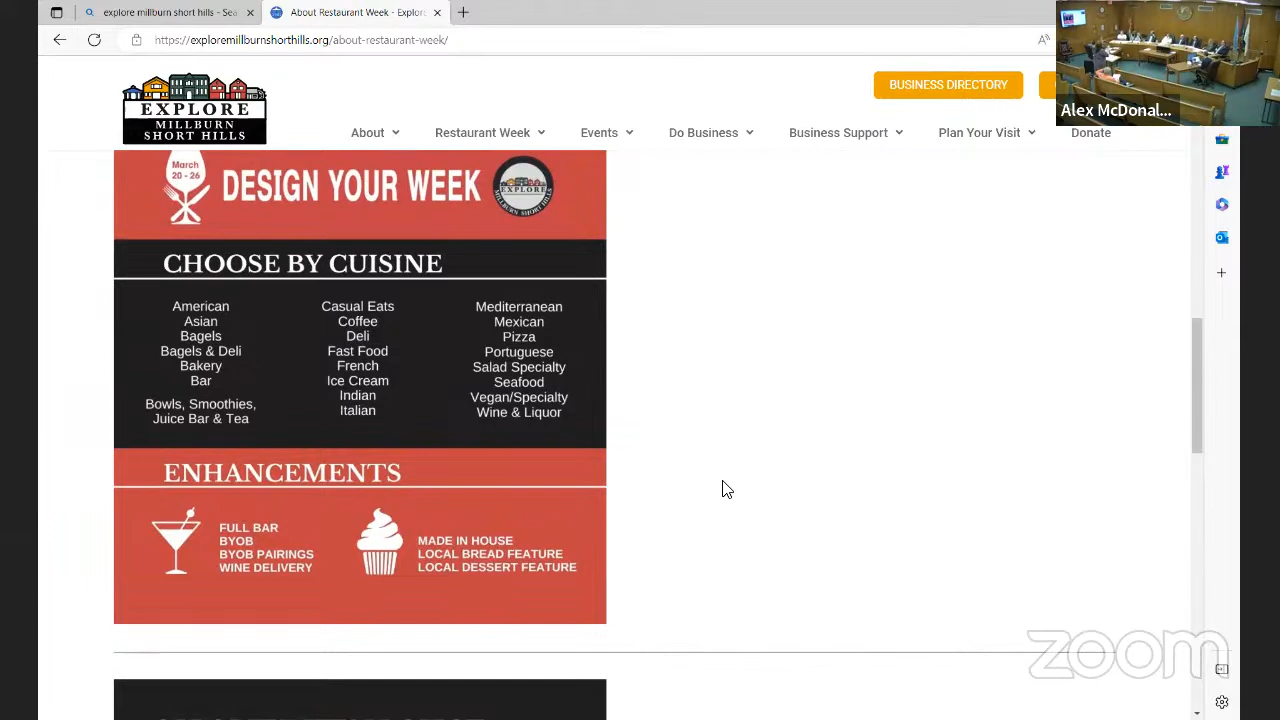 explore millburn short hills - Sea
About Restaurant Week - Explore
https://exploremillburnshorthills.org/about-restaurant-week/
Alex McDonal...
EXPLORE
MILLBURN
SHORT HILLS
BUSINESS DIRECTORY
About
Restaurant Week
Events
Do Business
Business Support
Plan Your Visit
Donate
March
20 - 26
DESIGN YOUR WEEK
EXPLORE
MILLBURN SHORT HILLS
CHOOSE BY CUISINE
American
Asian
Bagels
Bagels & Deli
Bakery
Bar
Bowls, Smoothies,
Juice Bar & Tea
Casual Eats
Coffee
Deli
Fast Food
French
Ice Cream
Indian
Italian
Mediterranean
Mexican
Pizza
Portuguese
Salad Specialty
Seafood
Vegan/Specialty
Wine & Liquor
ENHANCEMENTS
FULL BAR
BYOB
BYOB PAIRINGS
WINE DELIVERY
MADE IN HOUSE
LOCAL BREAD FEATURE
LOCAL DESSERT FEATURE
zoom